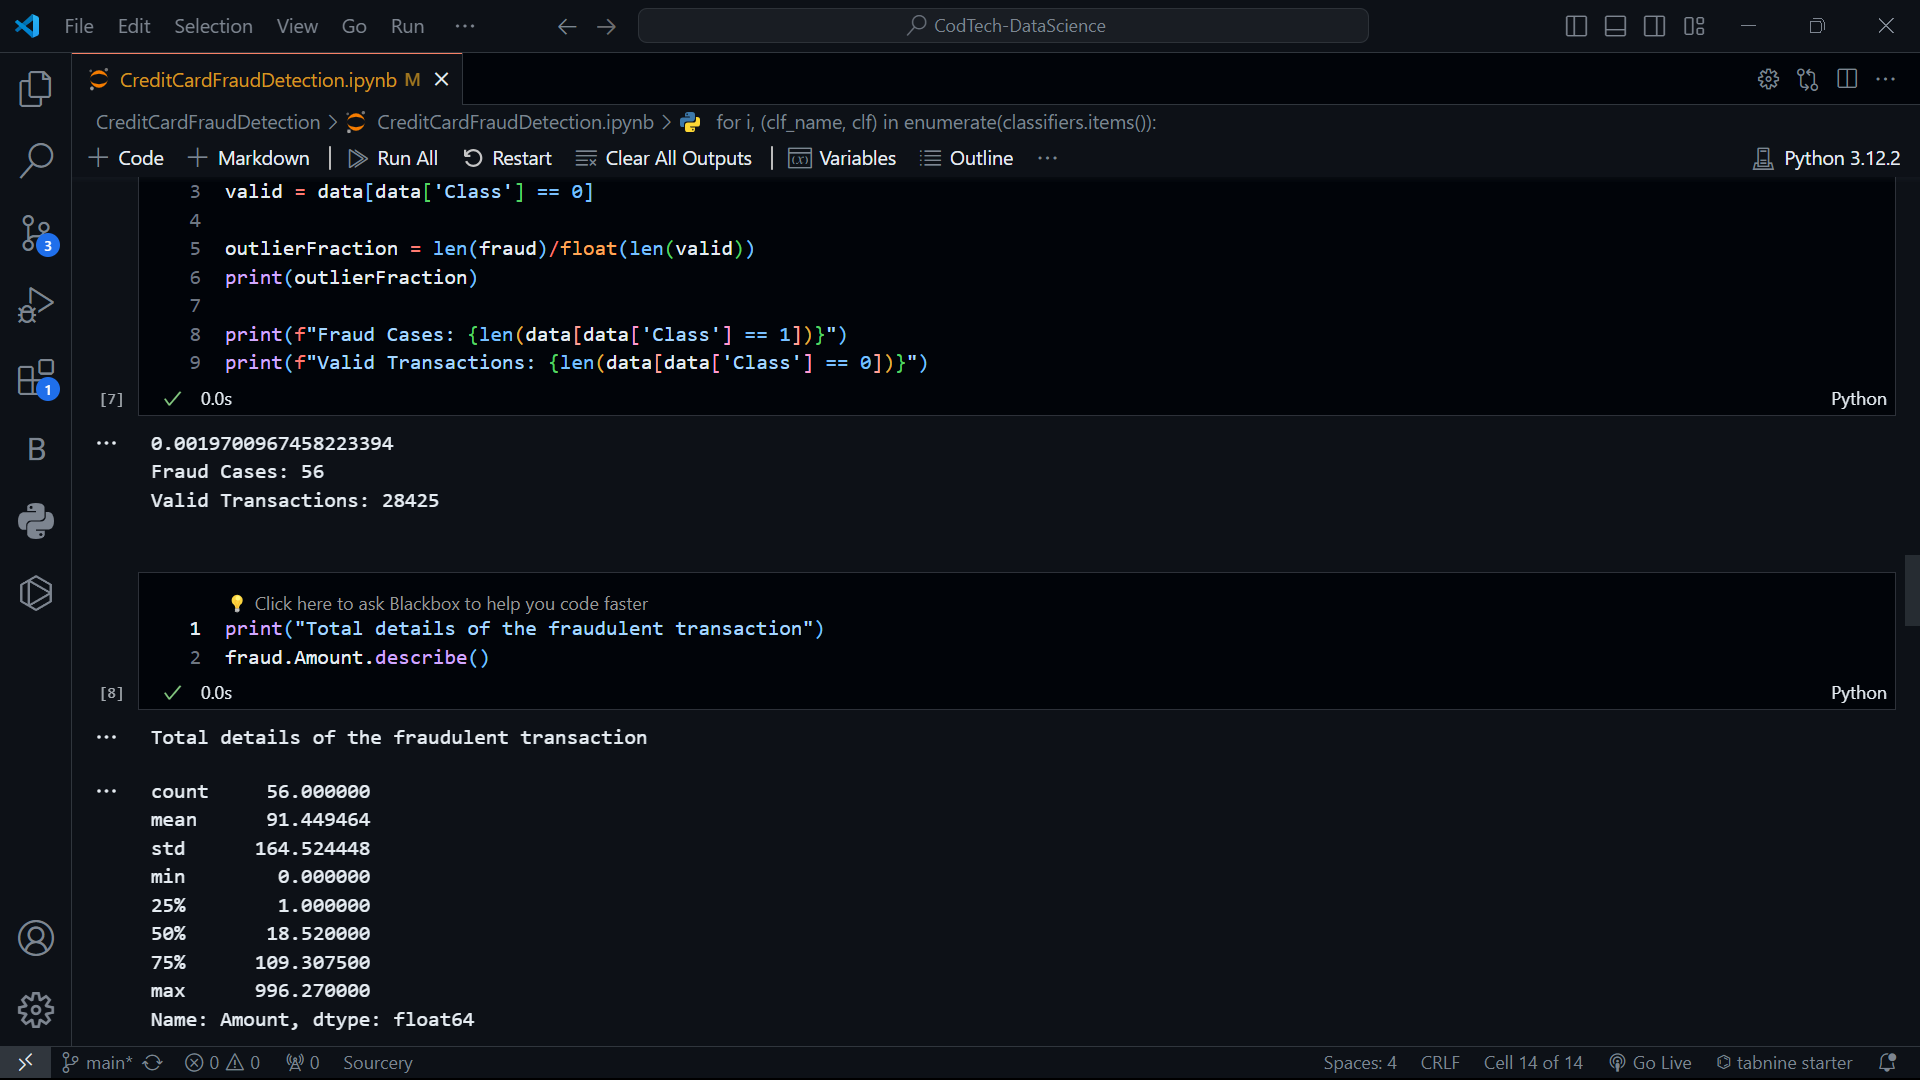 File Edit Selection View Go Run ··· CodTech-DataScience
CreditCardFraudDetection.ipynb M
CreditCardFraudDetection > CreditCardFraudDetection.ipynb > for i, (clf_name, clf) in enumerate(classifiers.items()):
+ Code + Markdown | Run All Restart Clear All Outputs | Variables Outline ··· Python 3.12.2
3 valid = data[data['Class'] == 0]
4
5 outlierFraction = len(fraud)/float(len(valid))
6 print(outlierFraction)
7
8 print(f"Fraud Cases: {len(data[data['Class'] == 1])}")
9 print(f"Valid Transactions: {len(data[data['Class'] == 0])}")
[7] 0.0s Python
3
1
B
··· 0.0019700967458223394
Fraud Cases: 56
Valid Transactions: 28425
Click here to ask Blackbox to help you code faster
1 print("Total details of the fraudulent transaction")
2 fraud.Amount.describe()
[8] 0.0s Python
··· Total details of the fraudulent transaction
··· count 56.000000
mean 91.449464
std 164.524448
min 0.000000
25% 1.000000
50% 18.520000
75% 109.307500
max 996.270000
Name: Amount, dtype: float64
main* 0 0 0 Sourcery Spaces: 4 CRLF Cell 14 of 14 Go Live tabnine starter